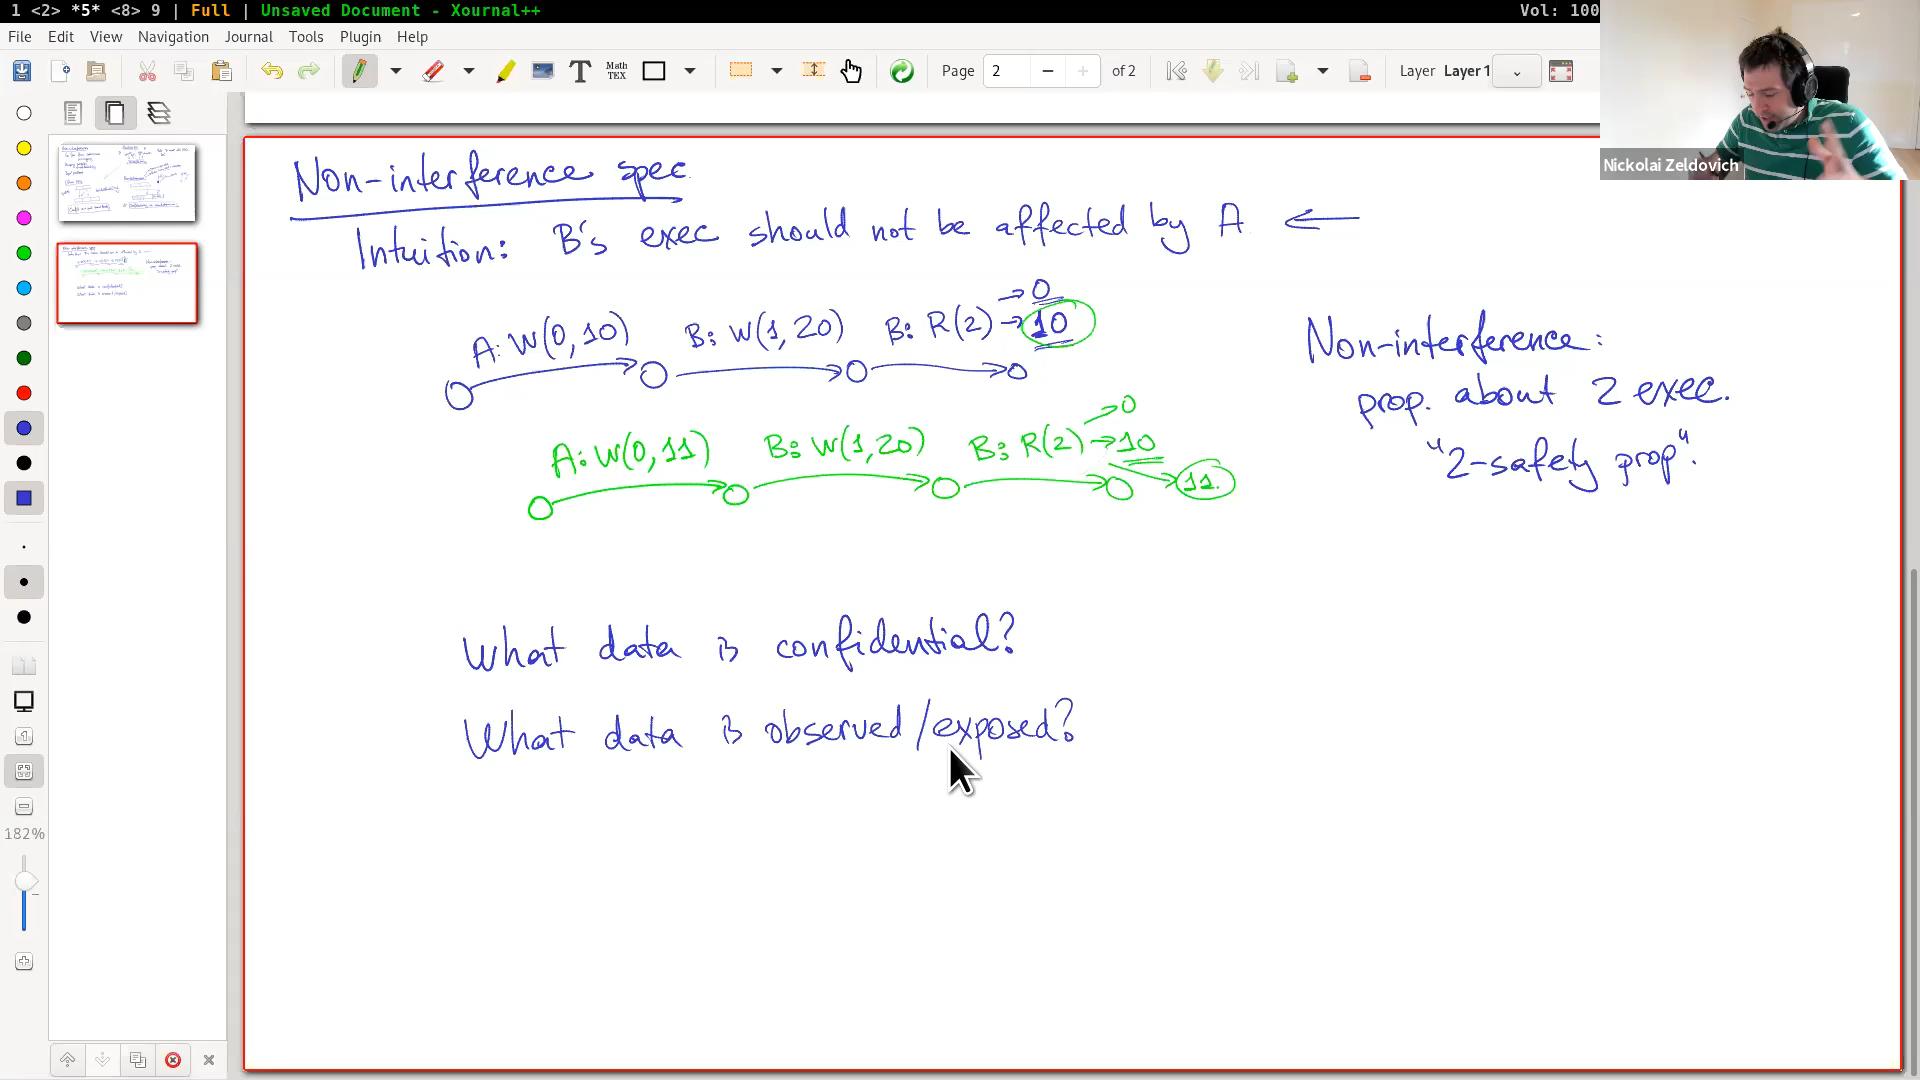 1 <2> *5* <8> 9 | Full | Unsaved Document - Xournal++
Vol: 100
File Edit View Navigation Journal Tools Plugin Help
Math TEX
Page 2 of 2
Layer Layer 1
Nickolai Zeldovich
Non-interference spec.
Intuition: B's exec should not be affected by A ←
→ 0
A: W(0,10) B: W(1,20) B: R(2) → 10
Non-interference:
prop. about 2 exec.
"2-safety prop".
→ 0
A: W(0,11) B: W(1,20) B: R(2) → 10
11.
What data is confidential?
What data is observed/exposed?
182%